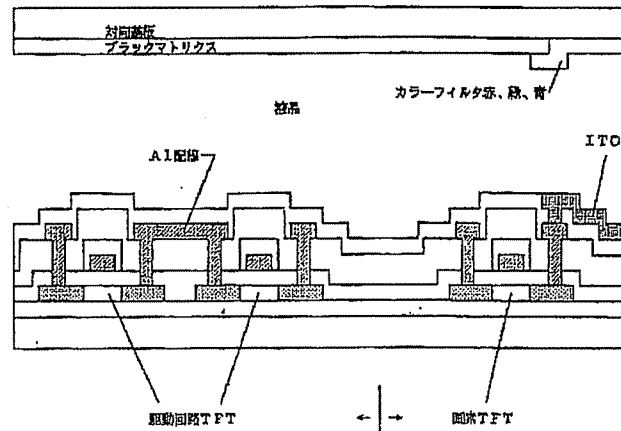 対向基板
ブラックマトリクス
カラーフィルタ赤、緑、青
液晶
Al配線
ITO
駆動回路TFT
← →
画素TFT